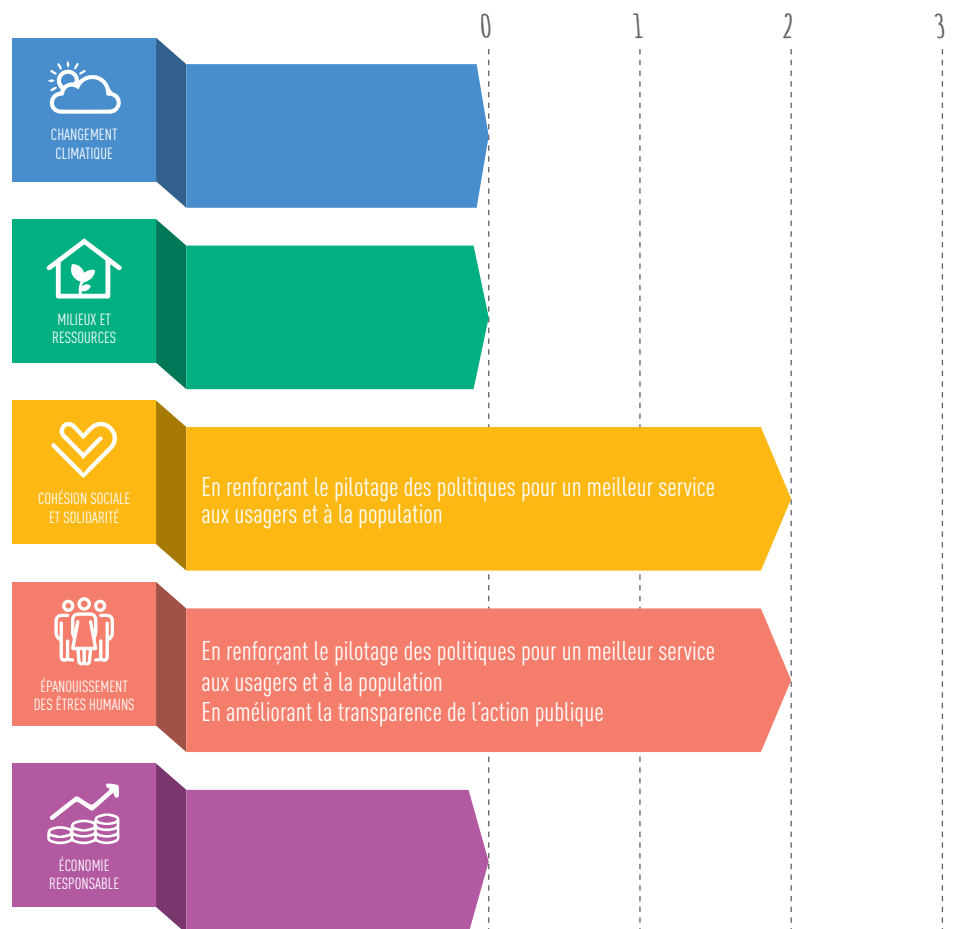 0 1 2 3
CHANGEMENT
CLIMATIQUE
MILIEUX ET
RESSOURCES
COHÉSION SOCIALE
ET SOLIDARITÉ
En renforçant le pilotage des politiques pour un meilleur service
aux usagers et à la population
ÉPANOUISSEMENT
DES ÊTRES HUMAINS
En renforçant le pilotage des politiques pour un meilleur service
aux usagers et à la population
En améliorant la transparence de l'action publique
ÉCONOMIE
RESPONSABLE